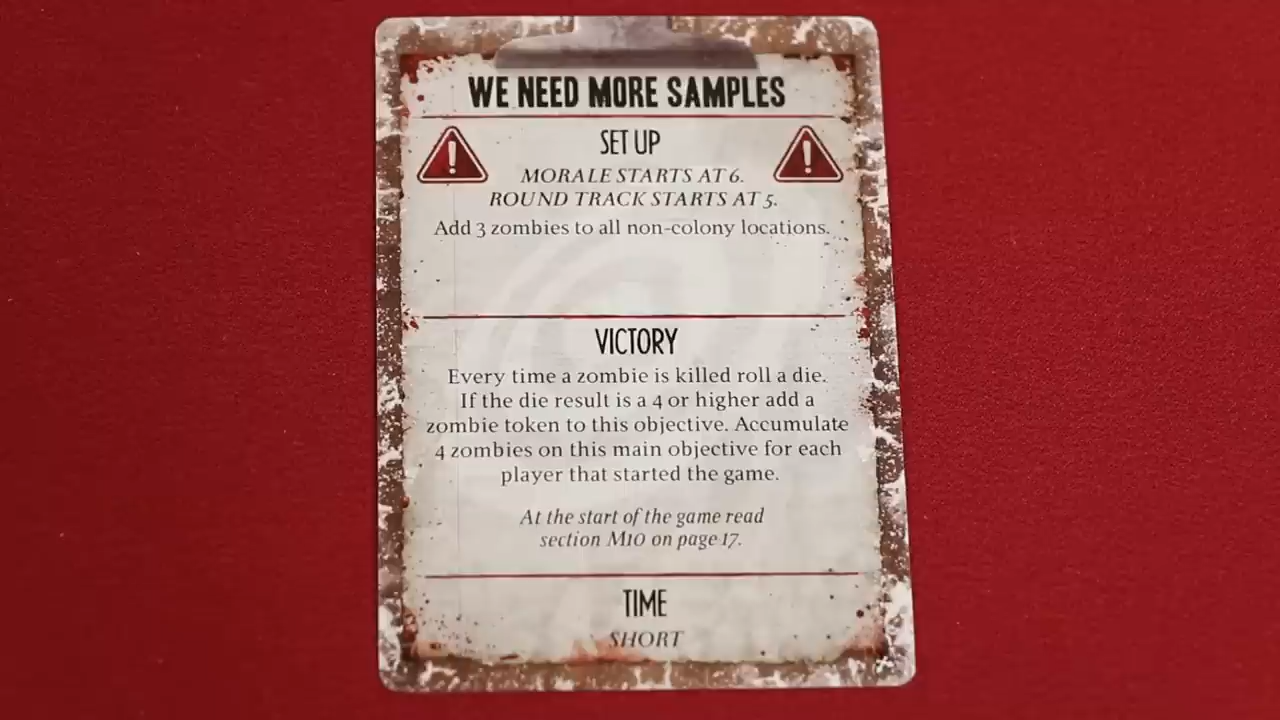 WE NEED MORE SAMPLES
SET UP
MORALE STARTS AT 6.
ROUND TRACK STARTS AT 5.
Add 3 zombies to all non-colony locations.
VICTORY
Every time a zombie is killed roll a die.
If the die result is a 4 or higher add a
zombie token to this objective. Accumulate
4 zombies on this main objective for each
player that started the game.
At the start of the game read
section M10 on page 17.
TIME
SHORT